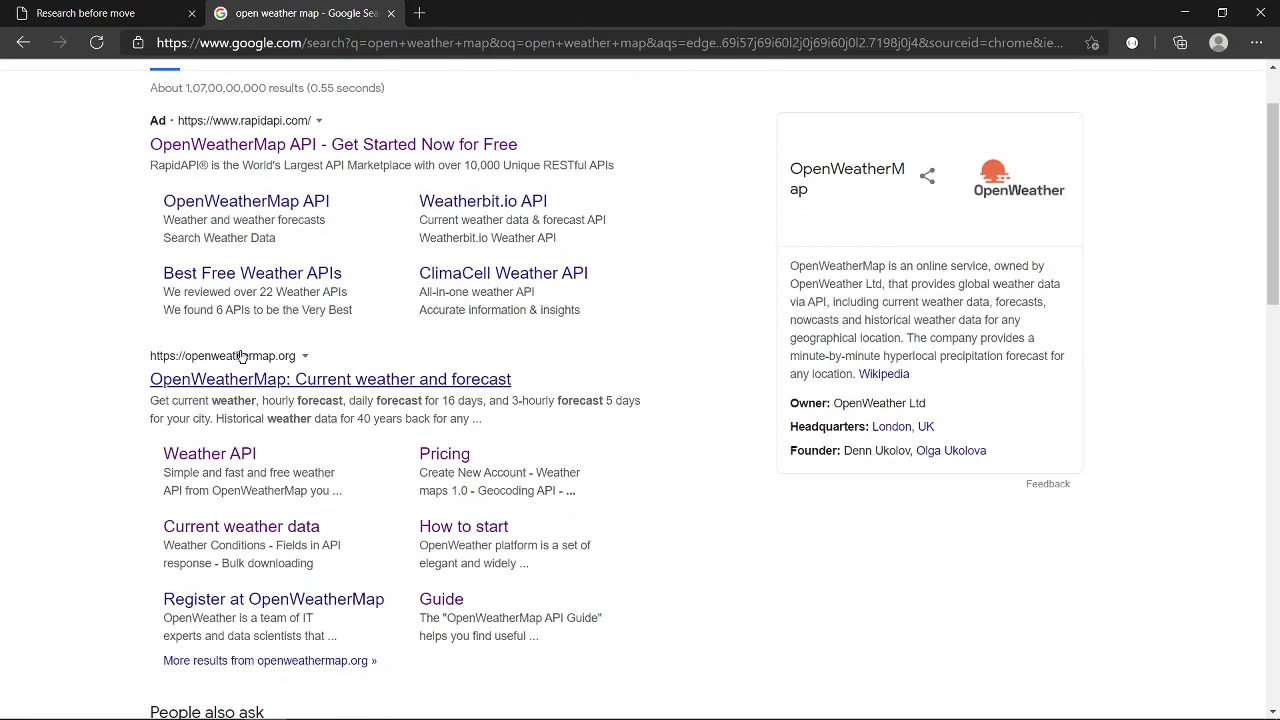 Research before move
open weather map - Google Sea
https://www.google.com/search?q=open+weather+map&oq=open+weather+map&aqs=edge..69i57j69i60l2j0j69i60j0l2.7198j0j4&sourceid=chrome&ie...
About 1,07,00,00,000 results (0.55 seconds)
Ad · https://www.rapidapi.com/
OpenWeatherMap API - Get Started Now for Free
RapidAPI® is the World's Largest API Marketplace with over 10,000 Unique RESTful APIs
OpenWeatherMap API
Weather and weather forecasts
Search Weather Data
Weatherbit.io API
Current weather data & forecast API
Weatherbit.io Weather API
Best Free Weather APIs
We reviewed over 22 Weather APIs
We found 6 APIs to be the Very Best
ClimaCell Weather API
All-in-one weather API
Accurate information & insights
https://openweathermap.org
OpenWeatherMap: Current weather and forecast
Get current weather, hourly forecast, daily forecast for 16 days, and 3-hourly forecast 5 days
for your city. Historical weather data for 40 years back for any ...
Weather API
Simple and fast and free weather
API from OpenWeatherMap you ...
Pricing
Create New Account - Weather
maps 1.0 - Geocoding API - ...
Current weather data
Weather Conditions - Fields in API
response - Bulk downloading
How to start
OpenWeather platform is a set of
elegant and widely ...
Register at OpenWeatherMap
OpenWeather is a team of IT
experts and data scientists that ...
Guide
The "OpenWeatherMap API Guide"
helps you find useful ...
More results from openweathermap.org »
People also ask
OpenWeatherM
ap
OpenWeather
OpenWeatherMap is an online service, owned by
OpenWeather Ltd, that provides global weather data
via API, including current weather data, forecasts,
nowcasts and historical weather data for any
geographical location. The company provides a
minute-by-minute hyperlocal precipitation forecast for
any location. Wikipedia
Owner: OpenWeather Ltd
Headquarters: London, UK
Founder: Denn Ukolov, Olga Ukolova
Feedback